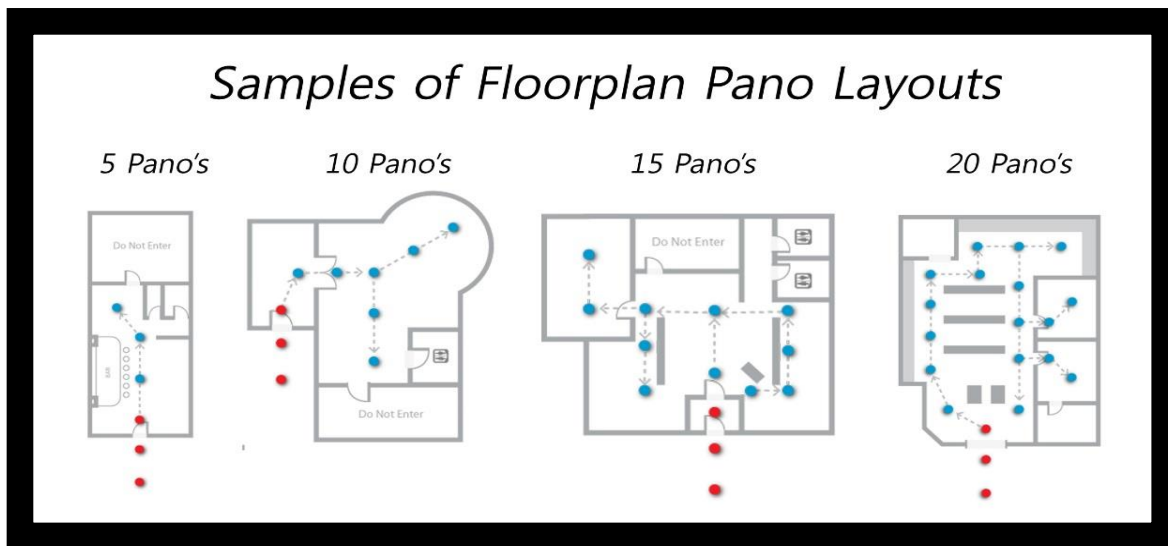 Samples of Floorplan Pano Layouts
5 Pano's
10 Pano's
15 Pano's
20 Pano's
Do Not Enter
BAR
Do Not Enter
Do Not Enter